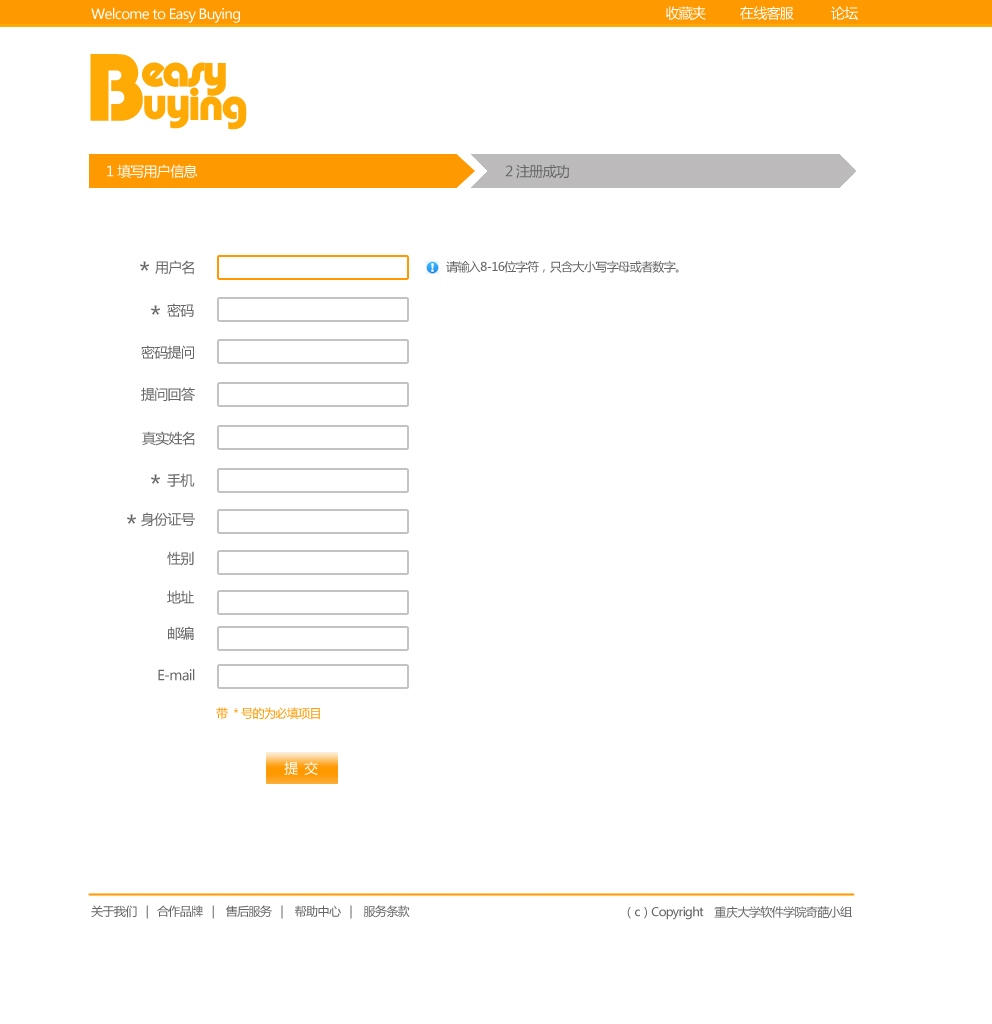 Welcome to Easy Buying 收藏夹 在线客服 论坛
Beasy
Buying
1 填写用户信息 2 注册成功
* 用户名 请输入8-16位字符，只含大小写字母或者数字。
* 密码
密码提问
提问回答
真实姓名
* 手机
* 身份证号
性别
地址
邮编
E-mail
带 * 号的为必填项目
提 交
关于我们 | 合作品牌 | 售后服务 | 帮助中心 | 服务条款 （c）Copyright 重庆大学软件学院奇葩小组